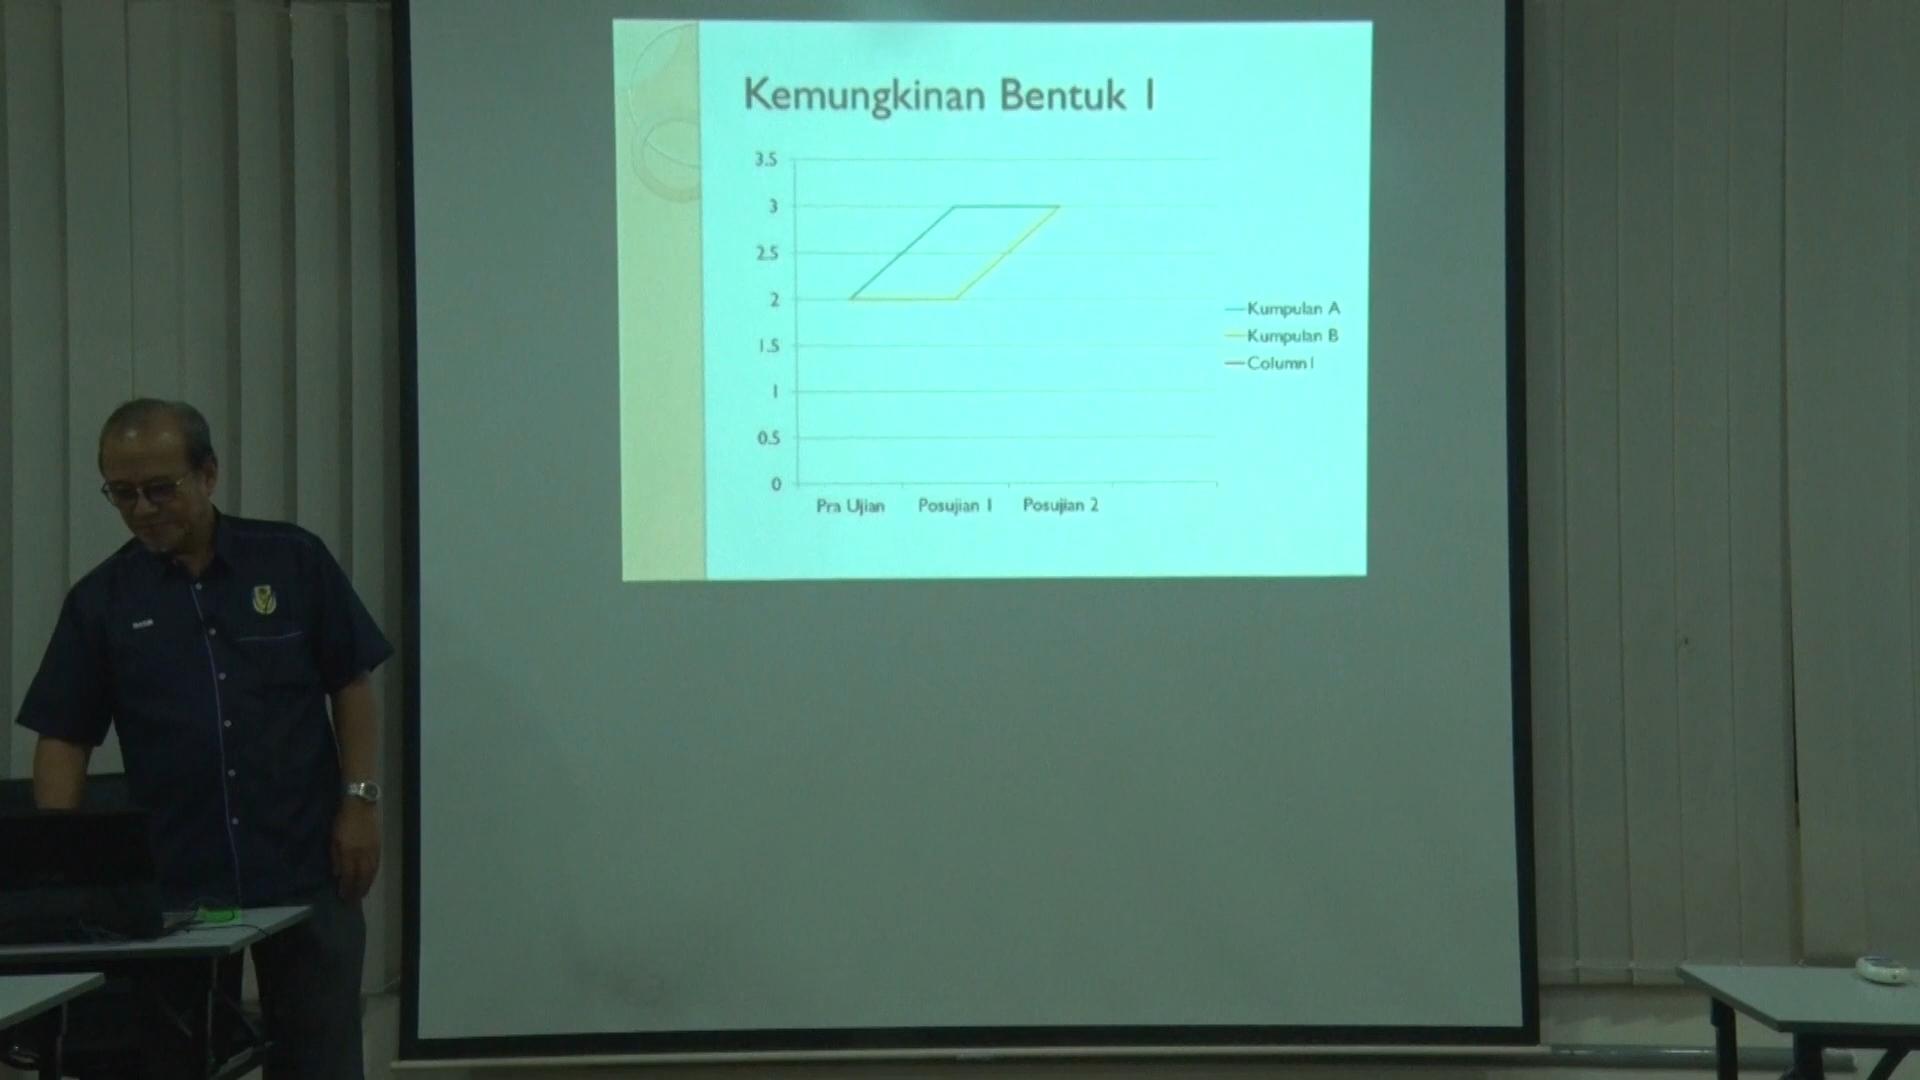 Kemungkinan Bentuk 1
3.5
3
2.5
2
1.5
1
0.5
0
Pra Ujian
Posujian 1
Posujian 2
Kumpulan A
Kumpulan B
Column1